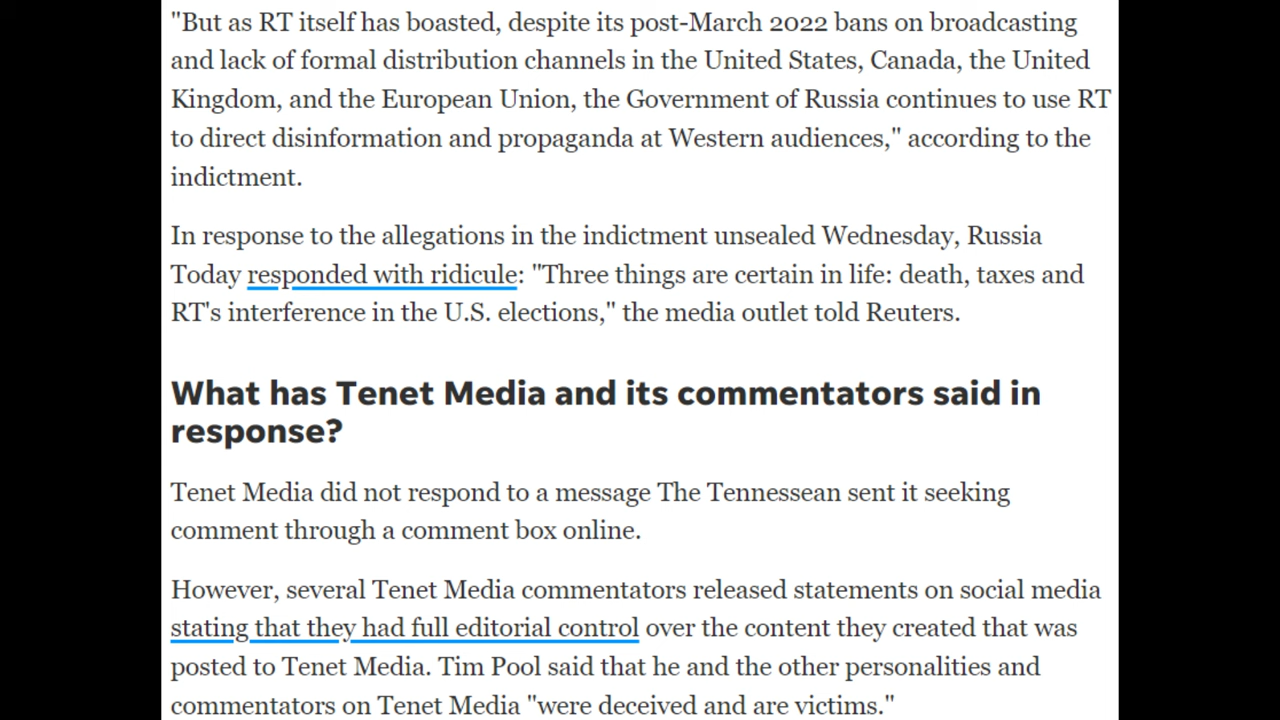 "But as RT itself has boasted, despite its post-March 2022 bans on broadcasting
and lack of formal distribution channels in the United States, Canada, the United
Kingdom, and the European Union, the Government of Russia continues to use RT
to direct disinformation and propaganda at Western audiences," according to the
indictment.
In response to the allegations in the indictment unsealed Wednesday, Russia
Today responded with ridicule: "Three things are certain in life: death, taxes and
RT's interference in the U.S. elections," the media outlet told Reuters.
What has Tenet Media and its commentators said in
response?
Tenet Media did not respond to a message The Tennessean sent it seeking
comment through a comment box online.
However, several Tenet Media commentators released statements on social media
stating that they had full editorial control over the content they created that was
posted to Tenet Media. Tim Pool said that he and the other personalities and
commentators on Tenet Media "were deceived and are victims."